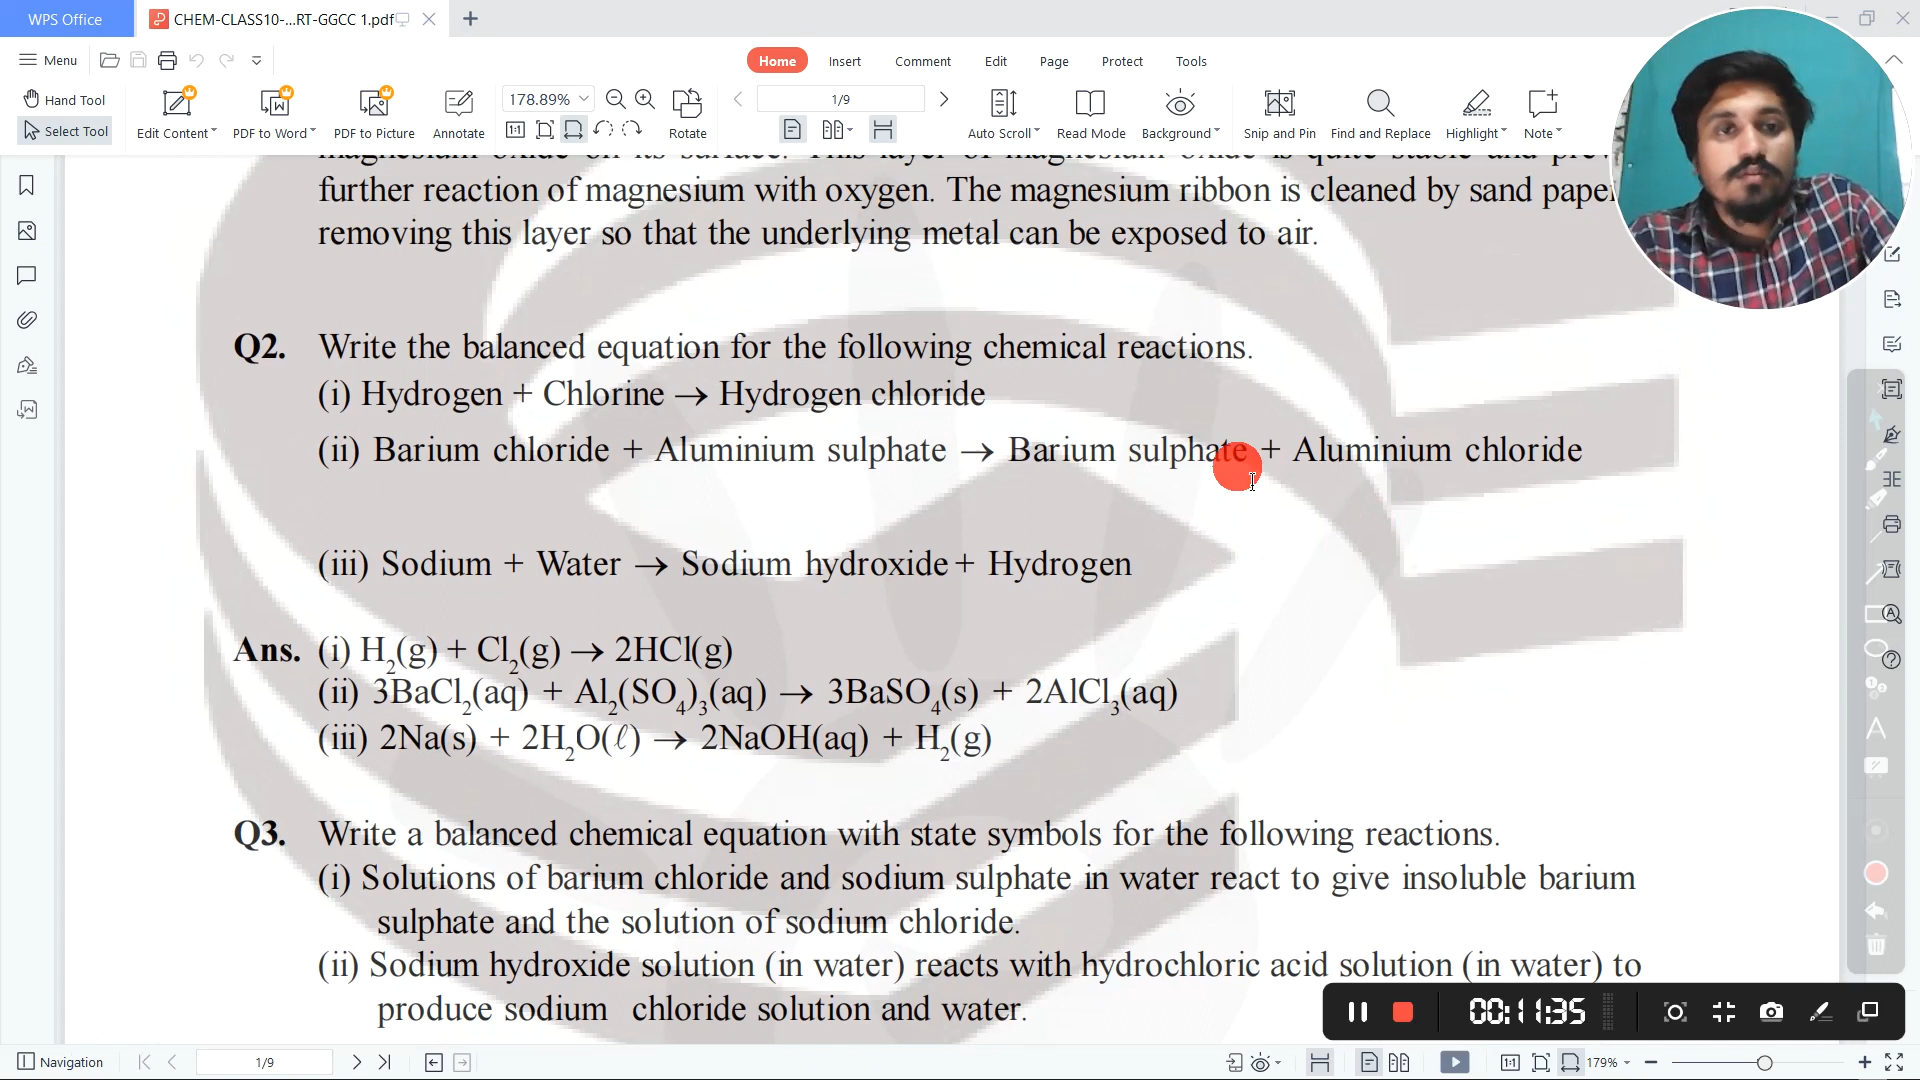 WPS Office
CHEM-CLASS10-...RT-GGCC 1.pdf
Menu
Home Insert Comment Edit Page Protect Tools
Hand Tool
Select Tool
Edit Content
PDF to Word
PDF to Picture
Annotate
178.89%
Rotate
1/9
Auto Scroll
Read Mode
Background
Snip and Pin
Find and Replace
Highlight
Note
further reaction of magnesium with oxygen. The magnesium ribbon is cleaned by sand paper
removing this layer so that the underlying metal can be exposed to air.
Q2. Write the balanced equation for the following chemical reactions.
(i) Hydrogen + Chlorine → Hydrogen chloride
(ii) Barium chloride + Aluminium sulphate → Barium sulphate + Aluminium chloride
(iii) Sodium + Water → Sodium hydroxide + Hydrogen
Ans. (i) H₂(g) + Cl₂(g) → 2HCl(g)
(ii) 3BaCl₂(aq) + Al₂(SO₄)₃(aq) → 3BaSO₄(s) + 2AlCl₃(aq)
(iii) 2Na(s) + 2H₂O(ℓ) → 2NaOH(aq) + H₂(g)
Q3. Write a balanced chemical equation with state symbols for the following reactions.
(i) Solutions of barium chloride and sodium sulphate in water react to give insoluble barium
sulphate and the solution of sodium chloride.
(ii) Sodium hydroxide solution (in water) reacts with hydrochloric acid solution (in water) to
produce sodium chloride solution and water.
00:11:35
Navigation
1/9
179%